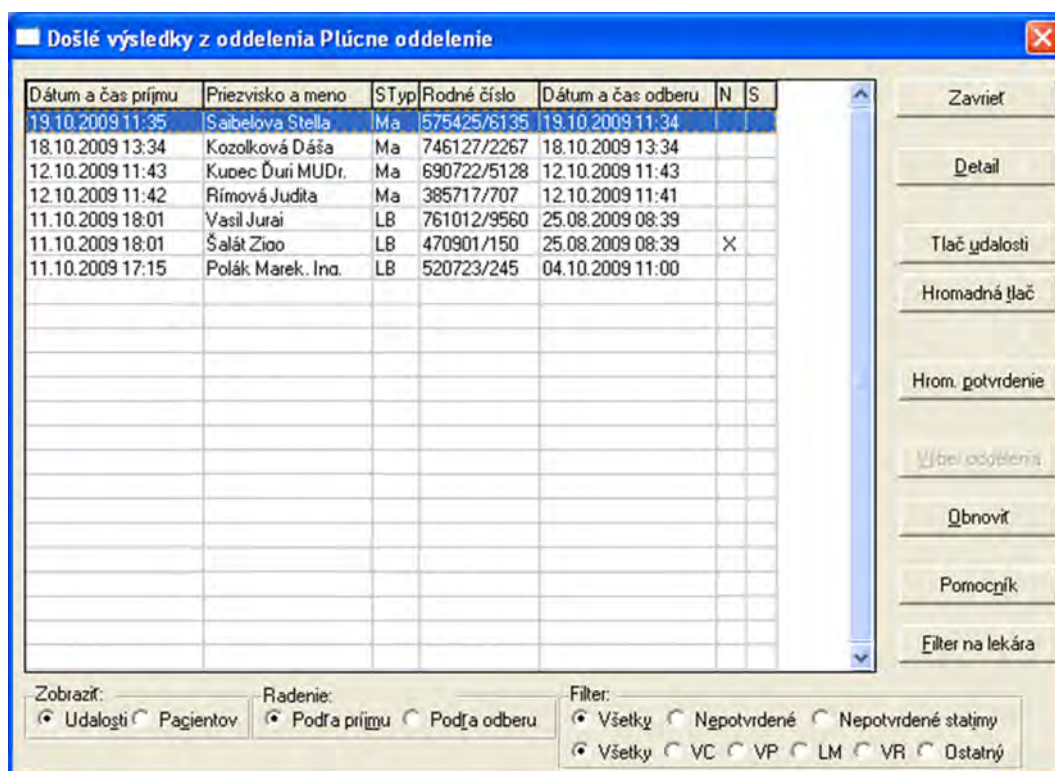 Došlé výsledky z oddelenia Plúcne oddelenie
Dátum a čas príjmu Priezvisko a meno STyp Rodné číslo Dátum a čas odberu N S
19.10.2009 11:35 Saibelova Stella Ma 575425/6135 19.10.2009 11:34
18.10.2009 13:34 Kozolková Dáša Ma 746127/2267 18.10.2009 13:34
12.10.2009 11:43 Kupec Ďuri MUDr. Ma 690722/5128 12.10.2009 11:43
12.10.2009 11:42 Rímová Judita Ma 385717/707 12.10.2009 11:41
11.10.2009 18:01 Vasil Juraj LB 761012/9560 25.08.2009 08:39
11.10.2009 18:01 Šalát Zigo LB 470901/150 25.08.2009 08:39 X
11.10.2009 17:15 Polák Marek. Ing. LB 520723/245 04.10.2009 11:00
Zavrieť
Detail
Tlač udalosti
Hromadná tlač
Hrom. potvrdenie
Výber oddelenia
Obnoviť
Pomocník
Filter na lekára
Zobraziť:
Udalosti Pacientov
Radenie:
Podľa príjmu Podľa odberu
Filter:
Všetky Nepotvrdené Nepotvrdené statimy
Všetky VC VP LM VR Ostatný